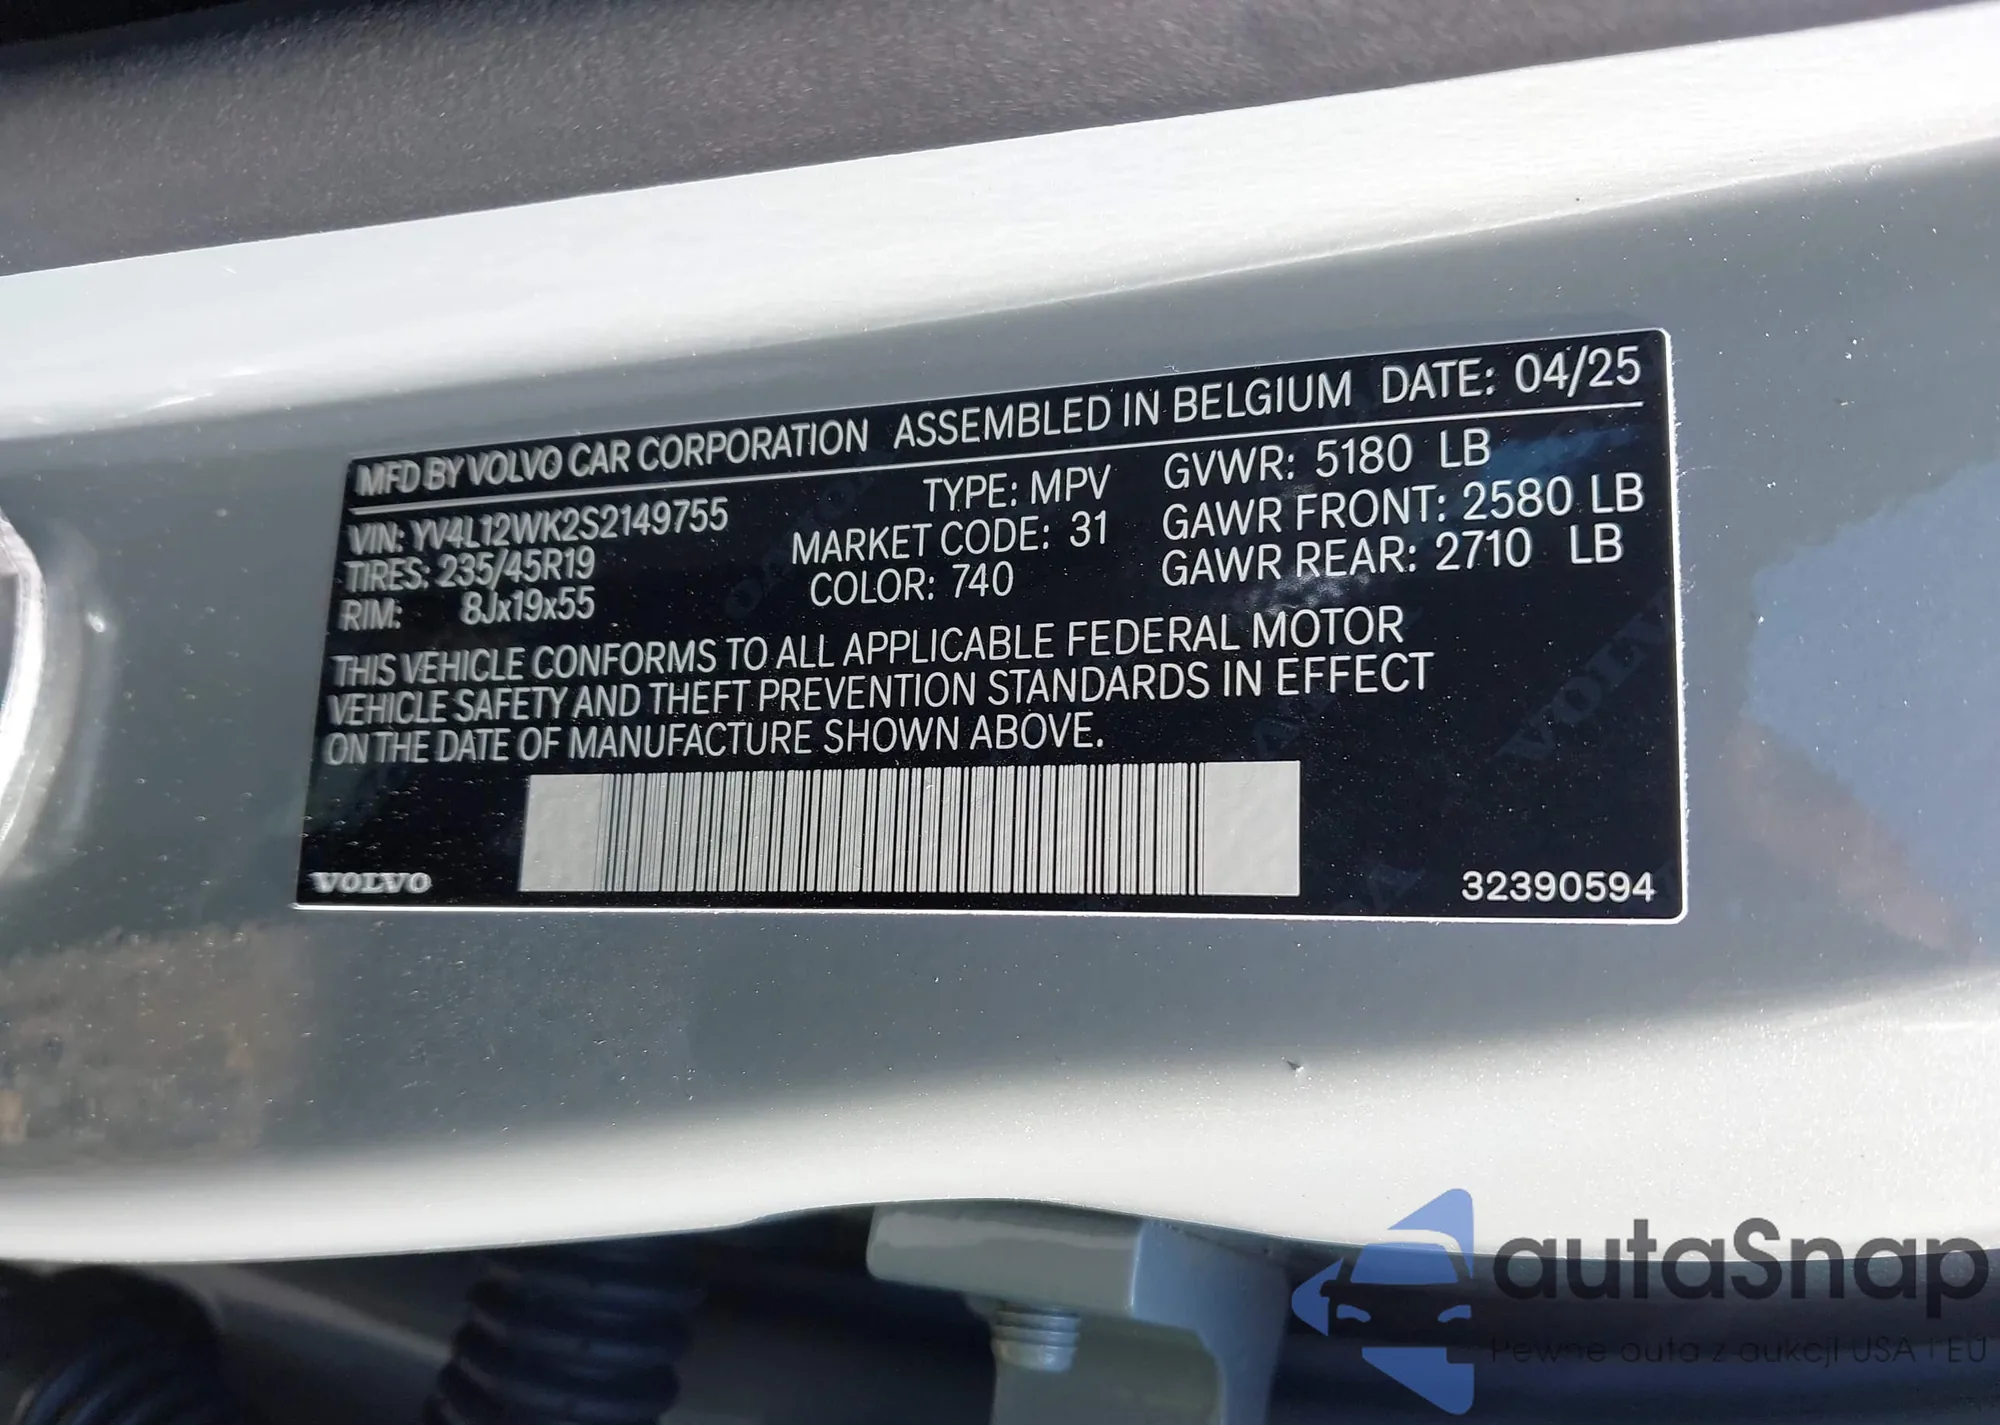 MFD BY VOLVO CAR CORPORATION ASSEMBLED IN BELGIUM DATE: 04/25
VIN: YV4L12WK2S2149755 TYPE: MPV GVWR: 5180 LB
TIRES: 235/45R19 MARKET CODE: 31 GAWR FRONT: 2580 LB
RIM: 8Jx19x55 COLOR: 740 GAWR REAR: 2710 LB
THIS VEHICLE CONFORMS TO ALL APPLICABLE FEDERAL MOTOR
VEHICLE SAFETY AND THEFT PREVENTION STANDARDS IN EFFECT
ON THE DATE OF MANUFACTURE SHOWN ABOVE.
VOLVO 32390594
autaSnap
Pewne auta z aukcji USA i EU